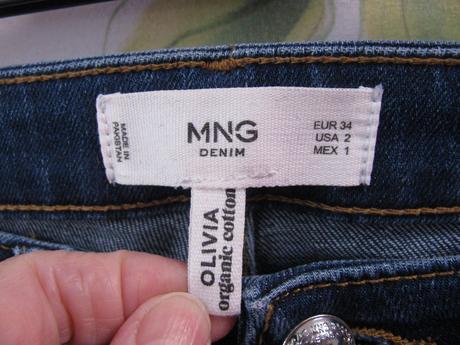 MADE IN
PAKISTAN
MNG
DENIM
EUR 34
USA 2
MEX 1
OLIVIA
organic cotton